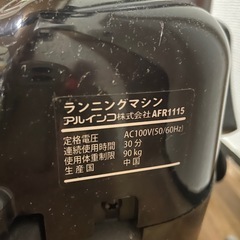 ランニングマシン
アルインコ株式会社 AFR1115
定格電圧 AC100V(50/60Hz)
連続使用時間 30分
使用体重制限 90kg
生産国 中国